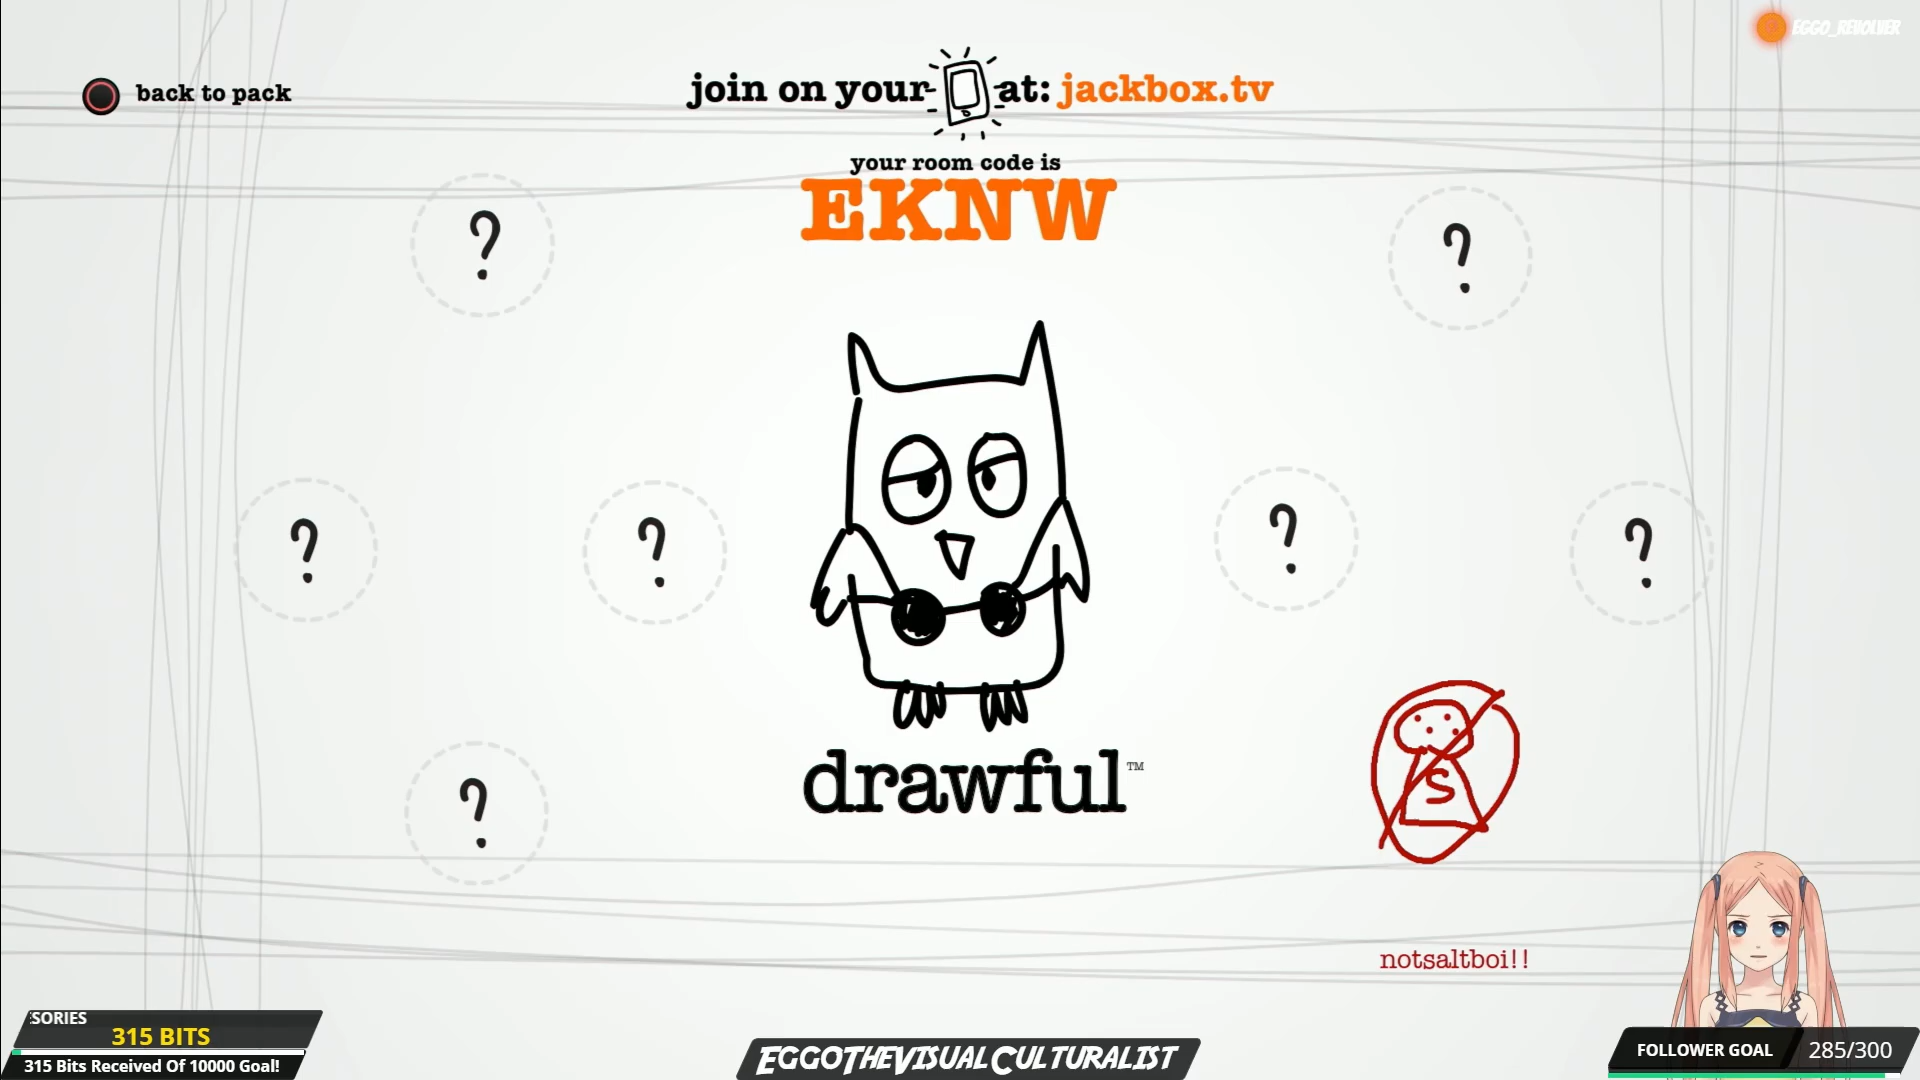 EGGO_REVOLVER
back to pack
join on your at: jackbox.tv
your room code is
EKNW
?
?
?
?
?
?
?
drawful™
S
notsaltboi!!
SORIES
315 BITS
315 Bits Received Of 10000 Goal!
EGGOTHEVISUALCULTURALIST
FOLLOWER GOAL 285/300